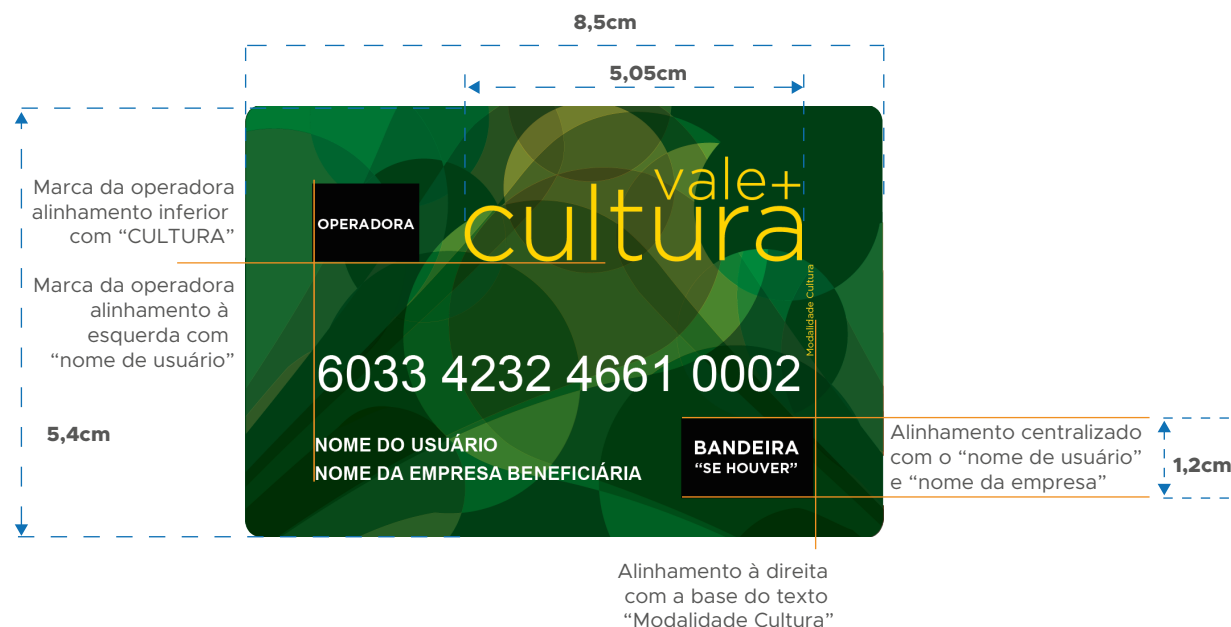 8,5cm
5,05cm
Marca da operadora
alinhamento inferior
com “CULTURA”
Marca da operadora
alinhamento à
esquerda com
“nome de usuário”
5,4cm
OPERADORA
vale+
cultura
Modalidade Cultura
6033 4232 4661 0002
NOME DO USUÁRIO
NOME DA EMPRESA BENEFICIÁRIA
BANDEIRA
“SE HOUVER”
Alinhamento centralizado
com o “nome de usuário”
e “nome da empresa”
1,2cm
Alinhamento à direita
com a base do texto
“Modalidade Cultura”